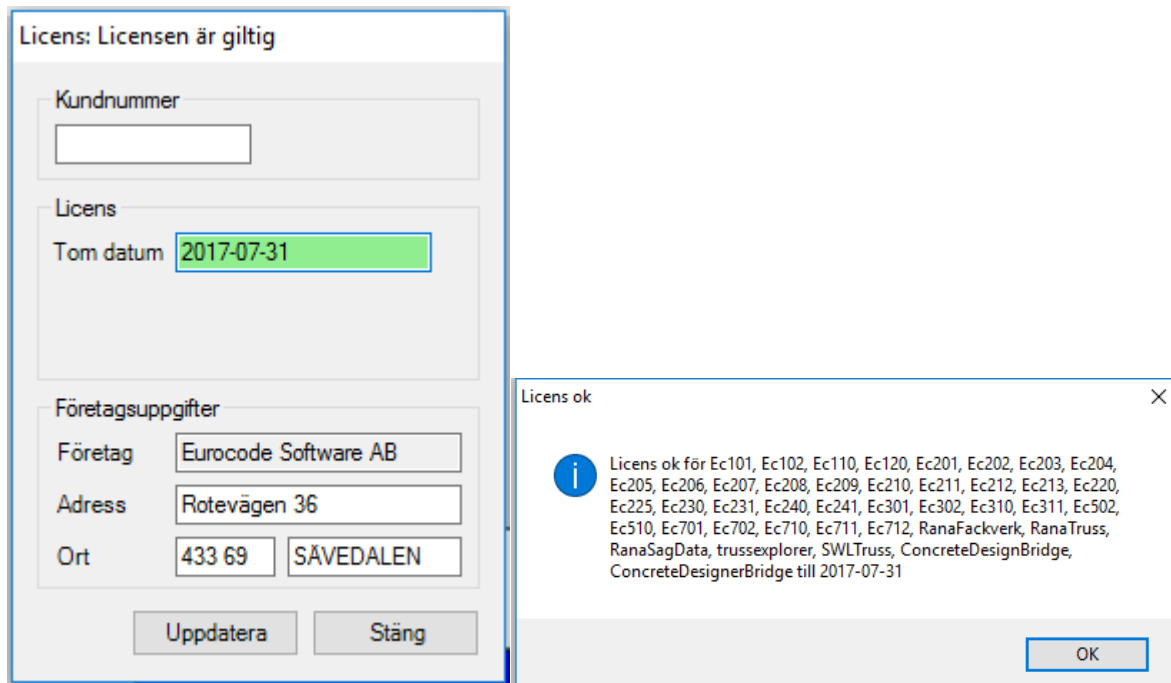 Licens: Licensen är giltig
Kundnummer
Licens
Tom datum 2017-07-31
Företagsuppgifter
Företag Eurocode Software AB
Adress Rotevägen 36
Ort 433 69 SÄVEDALEN
Uppdatera Stäng
Licens ok
Licens ok för Ec101, Ec102, Ec110, Ec120, Ec201, Ec202, Ec203, Ec204,
Ec205, Ec206, Ec207, Ec208, Ec209, Ec210, Ec211, Ec212, Ec213, Ec220,
Ec225, Ec230, Ec231, Ec240, Ec241, Ec301, Ec302, Ec310, Ec311, Ec502,
Ec510, Ec701, Ec702, Ec710, Ec711, Ec712, RanaFackverk, RanaTruss,
RanaSagData, trussexplorer, SWLTruss, ConcreteDesignBridge,
ConcreteDesignerBridge till 2017-07-31
OK